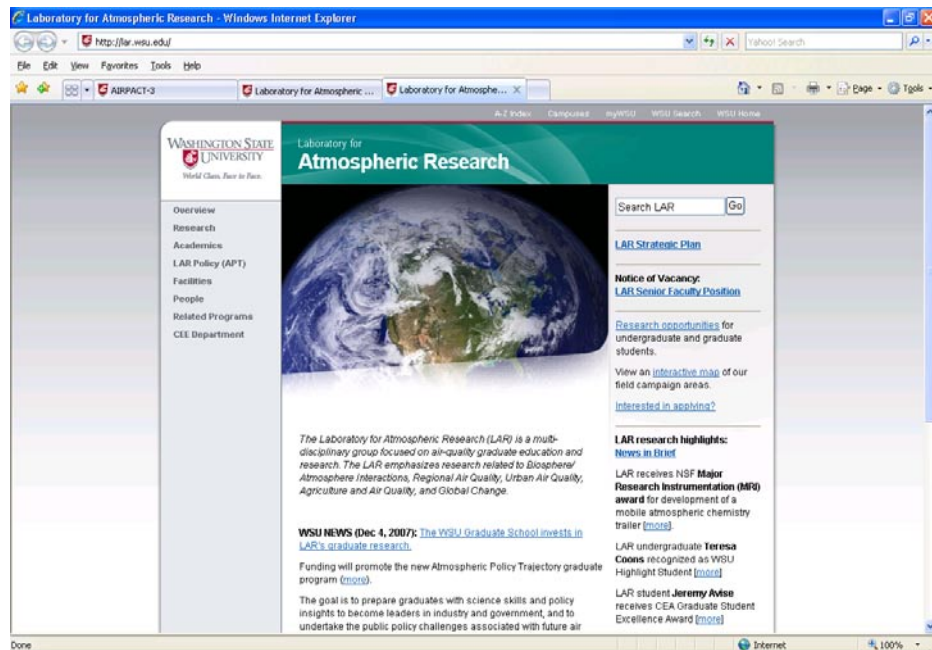 Laboratory for Atmospheric Research - Windows Internet Explorer
http://lar.wsu.edu/
Yahoo! Search
File Edit View Favorites Tools Help
AIRPACT-3
Laboratory for Atmospheric ...
Laboratory for Atmosphe... X
Page Tools
A-Z Index Campuses myWSU WSU Search WSU Home
WASHINGTON STATE
UNIVERSITY
World Class. Face to Face.
Laboratory for
Atmospheric Research
Overview
Research
Academics
LAR Policy (APT)
Facilities
People
Related Programs
CEE Department
The Laboratory for Atmospheric Research (LAR) is a multi-
disciplinary group focused on air-quality graduate education and
research. The LAR emphasizes research related to Biosphere/
Atmosphere Interactions, Regional Air Quality, Urban Air Quality,
Agriculture and Air Quality, and Global Change.
WSU NEWS (Dec 4, 2007): The WSU Graduate School invests in
LAR's graduate research.
Funding will promote the new Atmospheric Policy Trajectory graduate
program (more).
The goal is to prepare graduates with science skills and policy
insights to become leaders in industry and government, and to
undertake the public policy challenges associated with future air
Search LAR Go
LAR Strategic Plan
Notice of Vacancy:
LAR Senior Faculty Position
Research opportunities for
undergraduate and graduate
students.
View an interactive map of our
field campaign areas.
Interested in applying?
LAR research highlights:
News in Brief
LAR receives NSF Major
Research Instrumentation (MRI)
award for development of a
mobile atmospheric chemistry
trailer [more].
LAR undergraduate Teresa
Coons recognized as WSU
Highlight Student [more]
LAR student Jeremy Avise
receives CEA Graduate Student
Excellence Award [more]
Done
Internet
100%